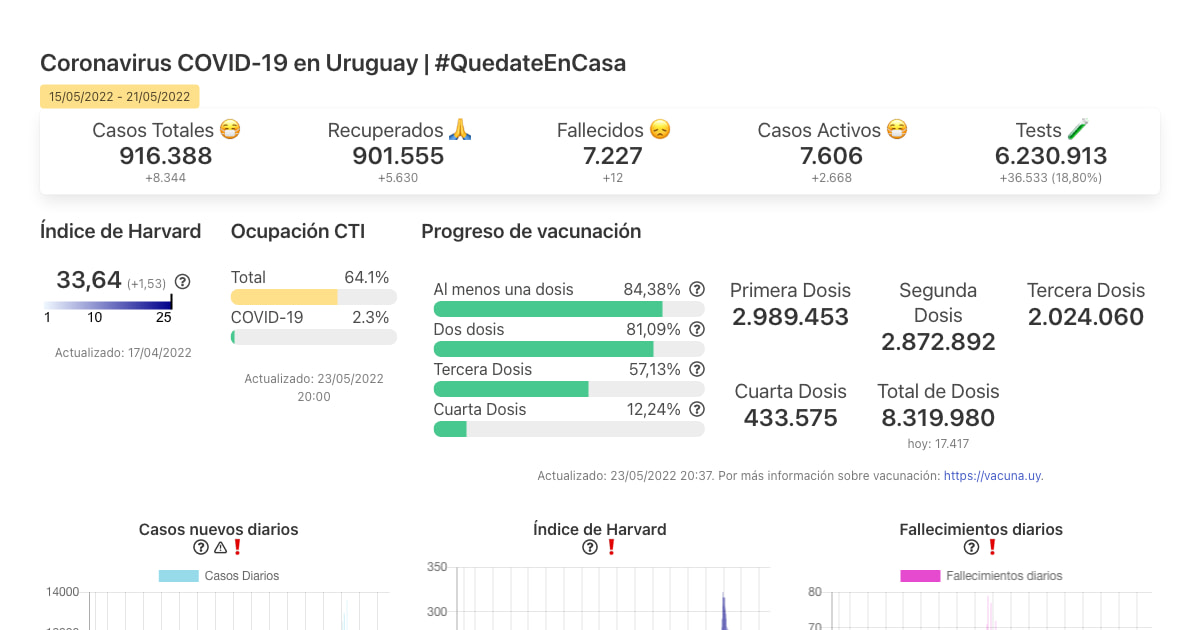 Coronavirus COVID-19 en Uruguay | #QuedateEnCasa
15/05/2022 - 21/05/2022
Casos Totales 😷
916.388
+8.344
Recuperados 🙏
901.555
+5.630
Fallecidos 😞
7.227
+12
Casos Activos 😷
7.606
+2.668
Tests 🧪
6.230.913
+36.533 (18,80%)
Índice de Harvard
33,64 (+1,53)
1 10 25
Actualizado: 17/04/2022
Ocupación CTI
Total 64.1%
COVID-19 2.3%
Actualizado: 23/05/2022
20:00
Progreso de vacunación
Al menos una dosis 84,38%
Dos dosis 81,09%
Tercera Dosis 57,13%
Cuarta Dosis 12,24%
Primera Dosis
2.989.453
Segunda
Dosis
2.872.892
Tercera Dosis
2.024.060
Cuarta Dosis
433.575
Total de Dosis
8.319.980
hoy: 17.417
Actualizado: 23/05/2022 20:37. Por más información sobre vacunación: https://vacuna.uy.
Casos nuevos diarios
Casos Diarios
14000
Índice de Harvard
350
300
Fallecimientos diarios
Fallecimientos diarios
80
70